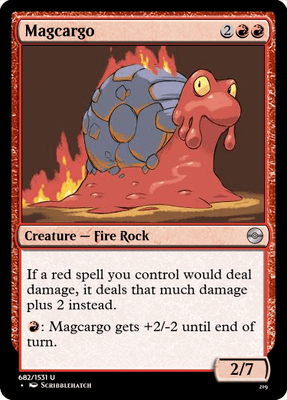 Magcargo 2
Creature — Fire Rock
If a red spell you control would deal
damage, it deals that much damage
plus 2 instead.
: Magcargo gets +2/-2 until end of
turn.
2/7
682/1531 U
• Scribblehatch